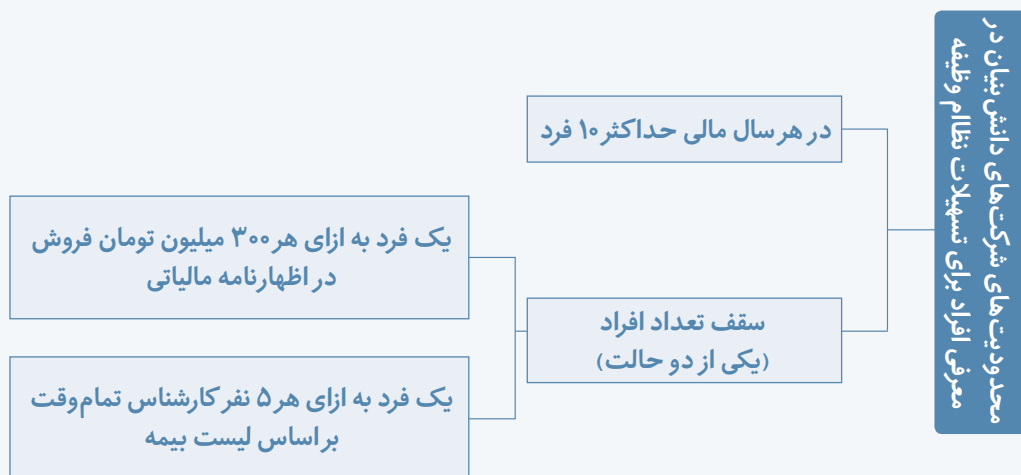 محدودیت‌های شرکت‌های دانش‌بنیان در
معرفی افراد برای تسهیلات نظاام وظیفه
در هر سال مالی حداکثر ۱۰ فرد
سقف تعداد افراد
(یکی از دو حالت)
یک فرد به ازای هر ۳۰۰ میلیون تومان فروش
در اظهارنامه مالیاتی
یک فرد به ازای هر ۵ نفر کارشناس تمام‌وقت
براساس لیست بیمه